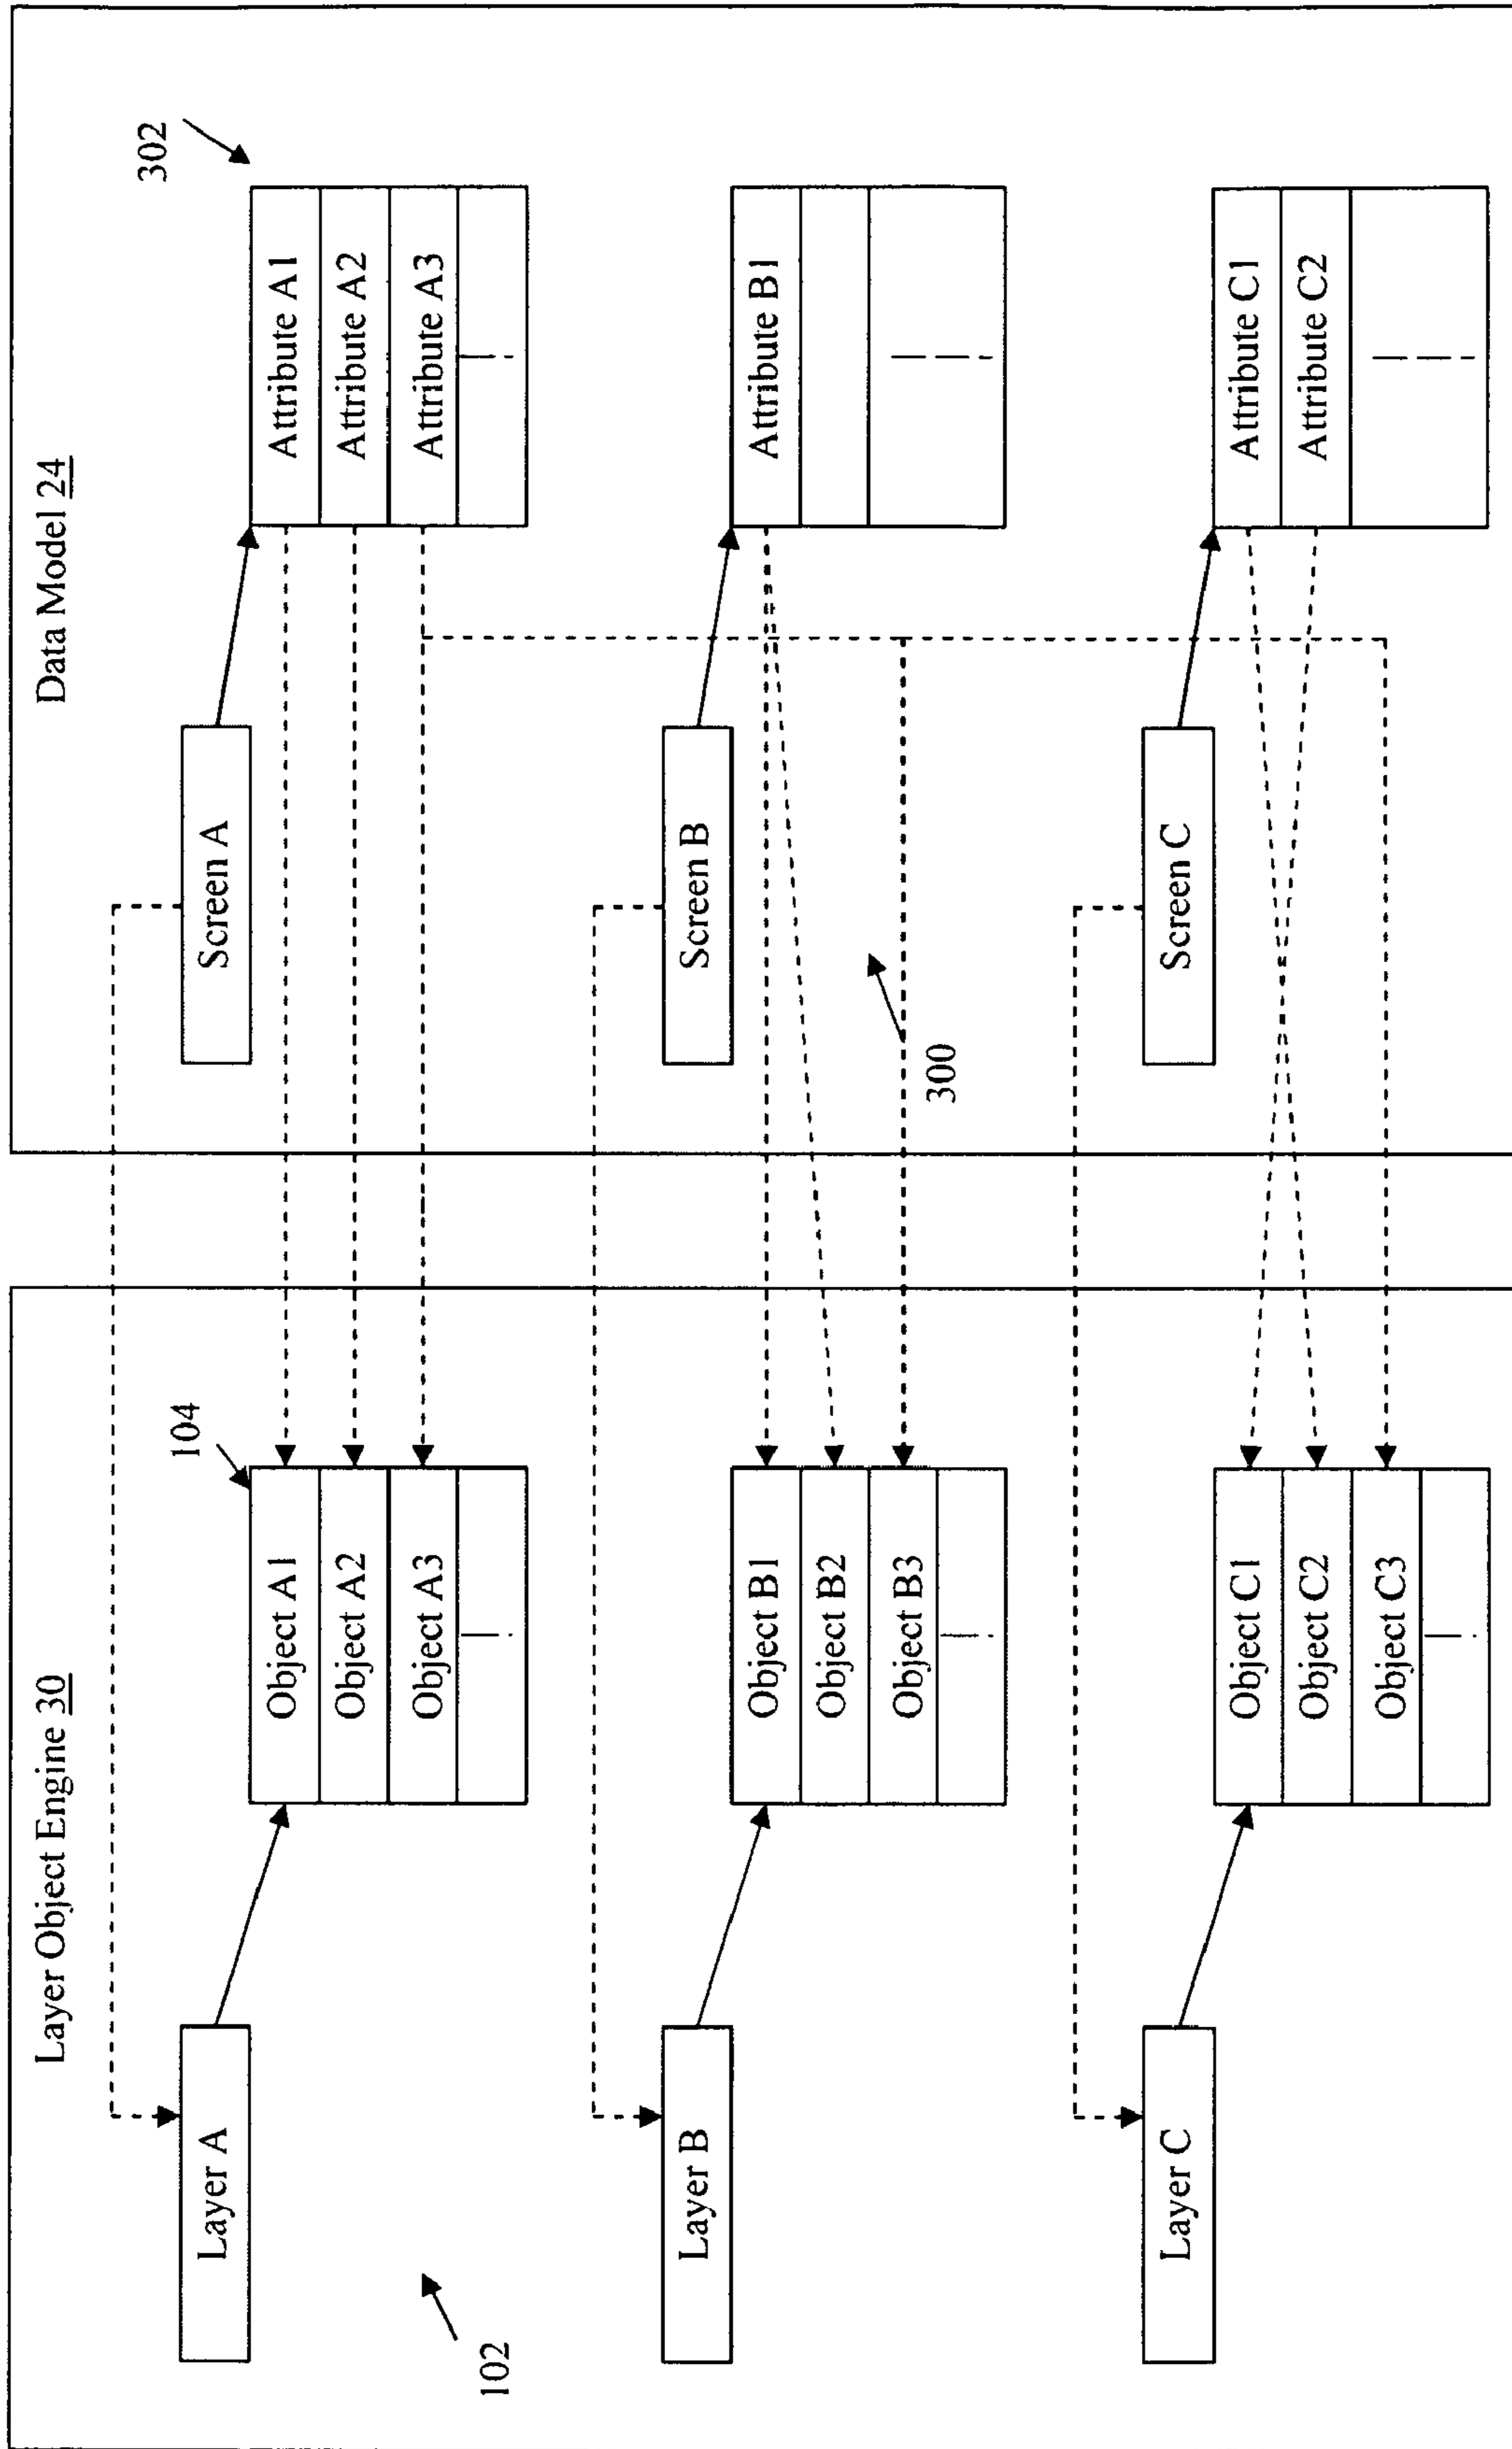 Layer Object Engine 30
Data Model 24
102
Layer A
104
Object A1
Object A2
Object A3
Screen A
302
Attribute A1
Attribute A2
Attribute A3
Layer B
Object B1
Object B2
Object B3
Screen B
Attribute B1
300
Layer C
Object C1
Object C2
Object C3
Screen C
Attribute C1
Attribute C2